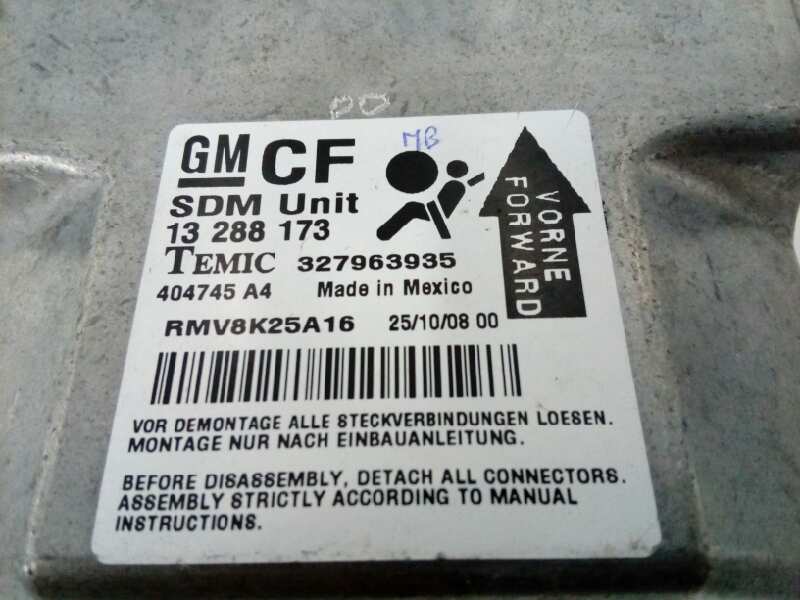 PO
MB
GM CF
SDM Unit
13 288 173
TEMIC 327963935
404745 A4 Made in Mexico
RMV8K25A16 25/10/08 00
VORNE
FORWARD
VOR DEMONTAGE ALLE STECKVERBINDUNGEN LOESEN.
MONTAGE NUR NACH EINBAUANLEITUNG.
BEFORE DISASSEMBLY, DETACH ALL CONNECTORS.
ASSEMBLY STRICTLY ACCORDING TO MANUAL
INSTRUCTIONS.